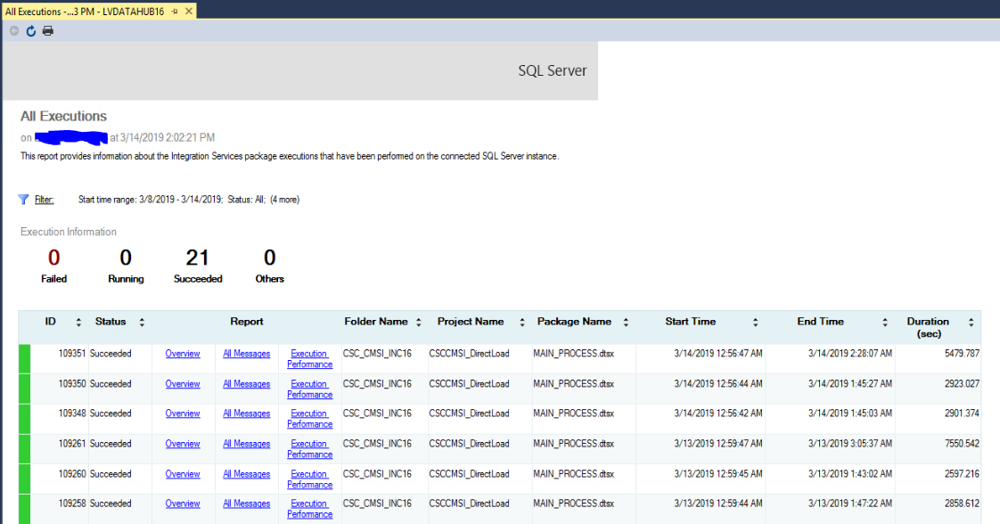 All Executions -...3 PM - LVDATAHUB16
SQL Server
All Executions
on at 3/14/2019 2:02:21 PM
This report provides information about the Integration Services package executions that have been performed on the connected SQL Server instance.
Filter: Start time range: 3/8/2019 - 3/14/2019; Status: All; (4 more)
Execution Information
0 0 21 0
Failed Running Succeeded Others
ID Status Report Folder Name Project Name Package Name Start Time End Time Duration (sec)
109351 Succeeded Overview All Messages Execution Performance CSC_CMSI_INC16 CSCCMSI_DirectLoad MAIN_PROCESS.dtsx 3/14/2019 12:56:47 AM 3/14/2019 2:28:07 AM 5479.787
109350 Succeeded Overview All Messages Execution Performance CSC_CMSI_INC16 CSCCMSI_DirectLoad MAIN_PROCESS.dtsx 3/14/2019 12:56:44 AM 3/14/2019 1:45:27 AM 2923.027
109348 Succeeded Overview All Messages Execution Performance CSC_CMSI_INC16 CSCCMSI_DirectLoad MAIN_PROCESS.dtsx 3/14/2019 12:56:42 AM 3/14/2019 1:45:03 AM 2901.374
109261 Succeeded Overview All Messages Execution Performance CSC_CMSI_INC16 CSCCMSI_DirectLoad MAIN_PROCESS.dtsx 3/13/2019 12:59:47 AM 3/13/2019 3:05:37 AM 7550.542
109260 Succeeded Overview All Messages Execution Performance CSC_CMSI_INC16 CSCCMSI_DirectLoad MAIN_PROCESS.dtsx 3/13/2019 12:59:45 AM 3/13/2019 1:43:02 AM 2597.216
109258 Succeeded Overview All Messages Execution Performance CSC_CMSI_INC16 CSCCMSI_DirectLoad MAIN_PROCESS.dtsx 3/13/2019 12:59:44 AM 3/13/2019 1:47:22 AM 2858.612